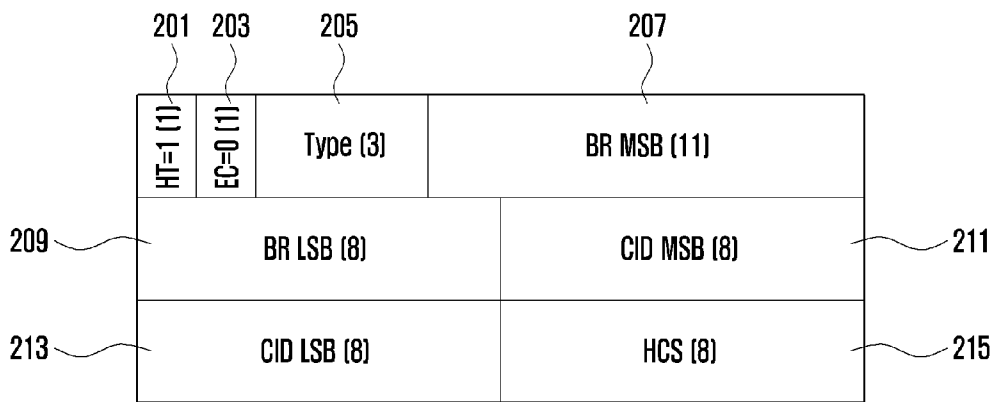 201 203 205 207
HT=1 (1) EC=0 (1) Type (3) BR MSB (11)
209 BR LSB (8) CID MSB (8) 211
213 CID LSB (8) HCS (8) 215